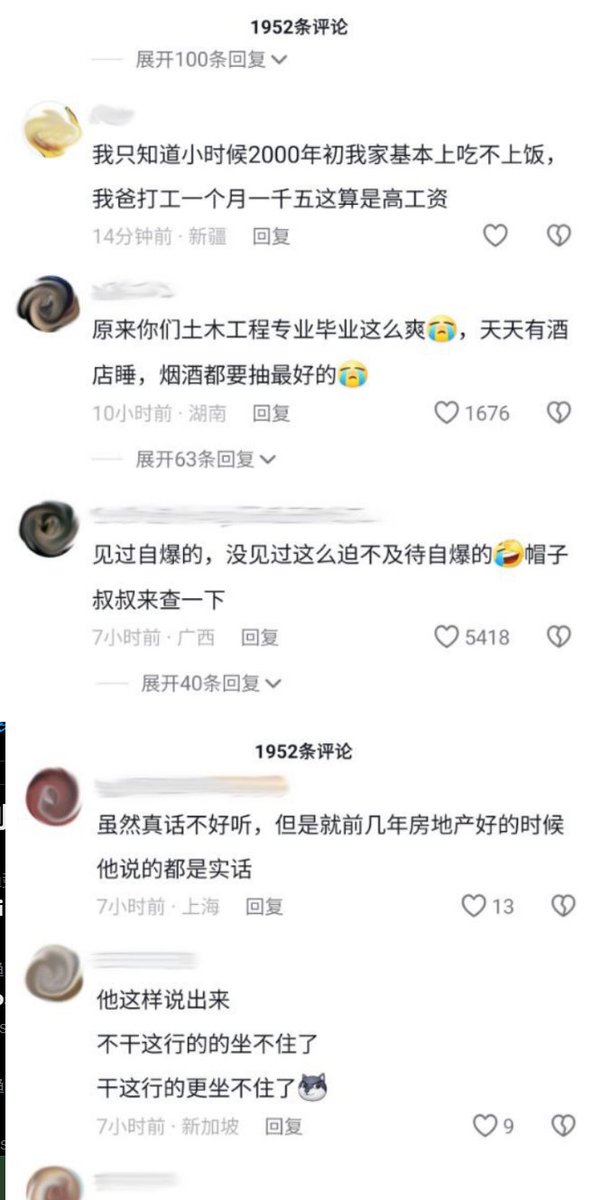 1952条评论
展开100条回复
我只知道小时候2000年初我家基本上吃不上饭，
我爸打工一个月一千五这算是高工资
14分钟前 · 新疆 回复
原来你们土木工程专业毕业这么爽😭，天天有酒
店睡，烟酒都要抽最好的😭
10小时前 · 湖南 回复 1676
展开63条回复
见过自爆的，没见过这么迫不及待自爆的🤣帽子
叔叔来查一下
7小时前 · 广西 回复 5418
展开40条回复
1952条评论
虽然真话不好听，但是就前几年房地产好的时候
他说的都是实话
7小时前 · 上海 回复 13
他这样说出来
不干这行的的坐不住了
干这行的更坐不住了
7小时前 · 新加坡 回复 9